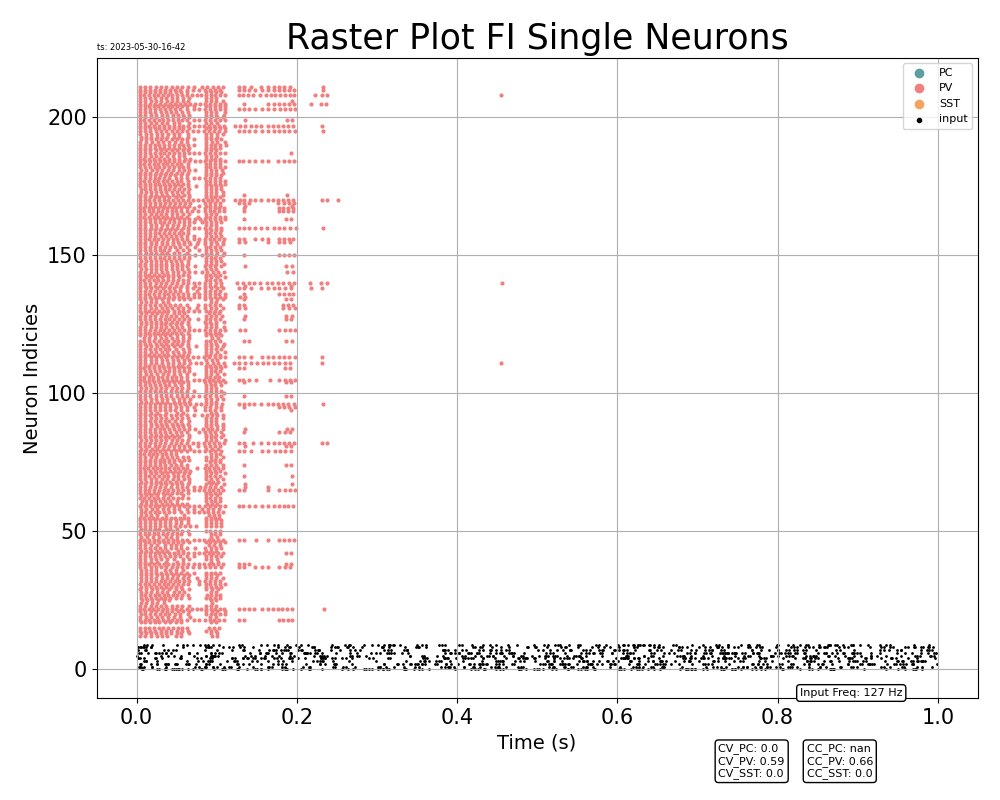 Raster Plot FI Single Neurons
ts: 2023-05-30-16-42
PC
PV
SST
input
200
150
100
50
0
Neuron Indicies
0.0 0.2 0.4 0.6 0.8 1.0
Time (s)
Input Freq: 127 Hz
CV_PC: 0.0
CV_PV: 0.59
CV_SST: 0.0
CC_PC: nan
CC_PV: 0.66
CC_SST: 0.0